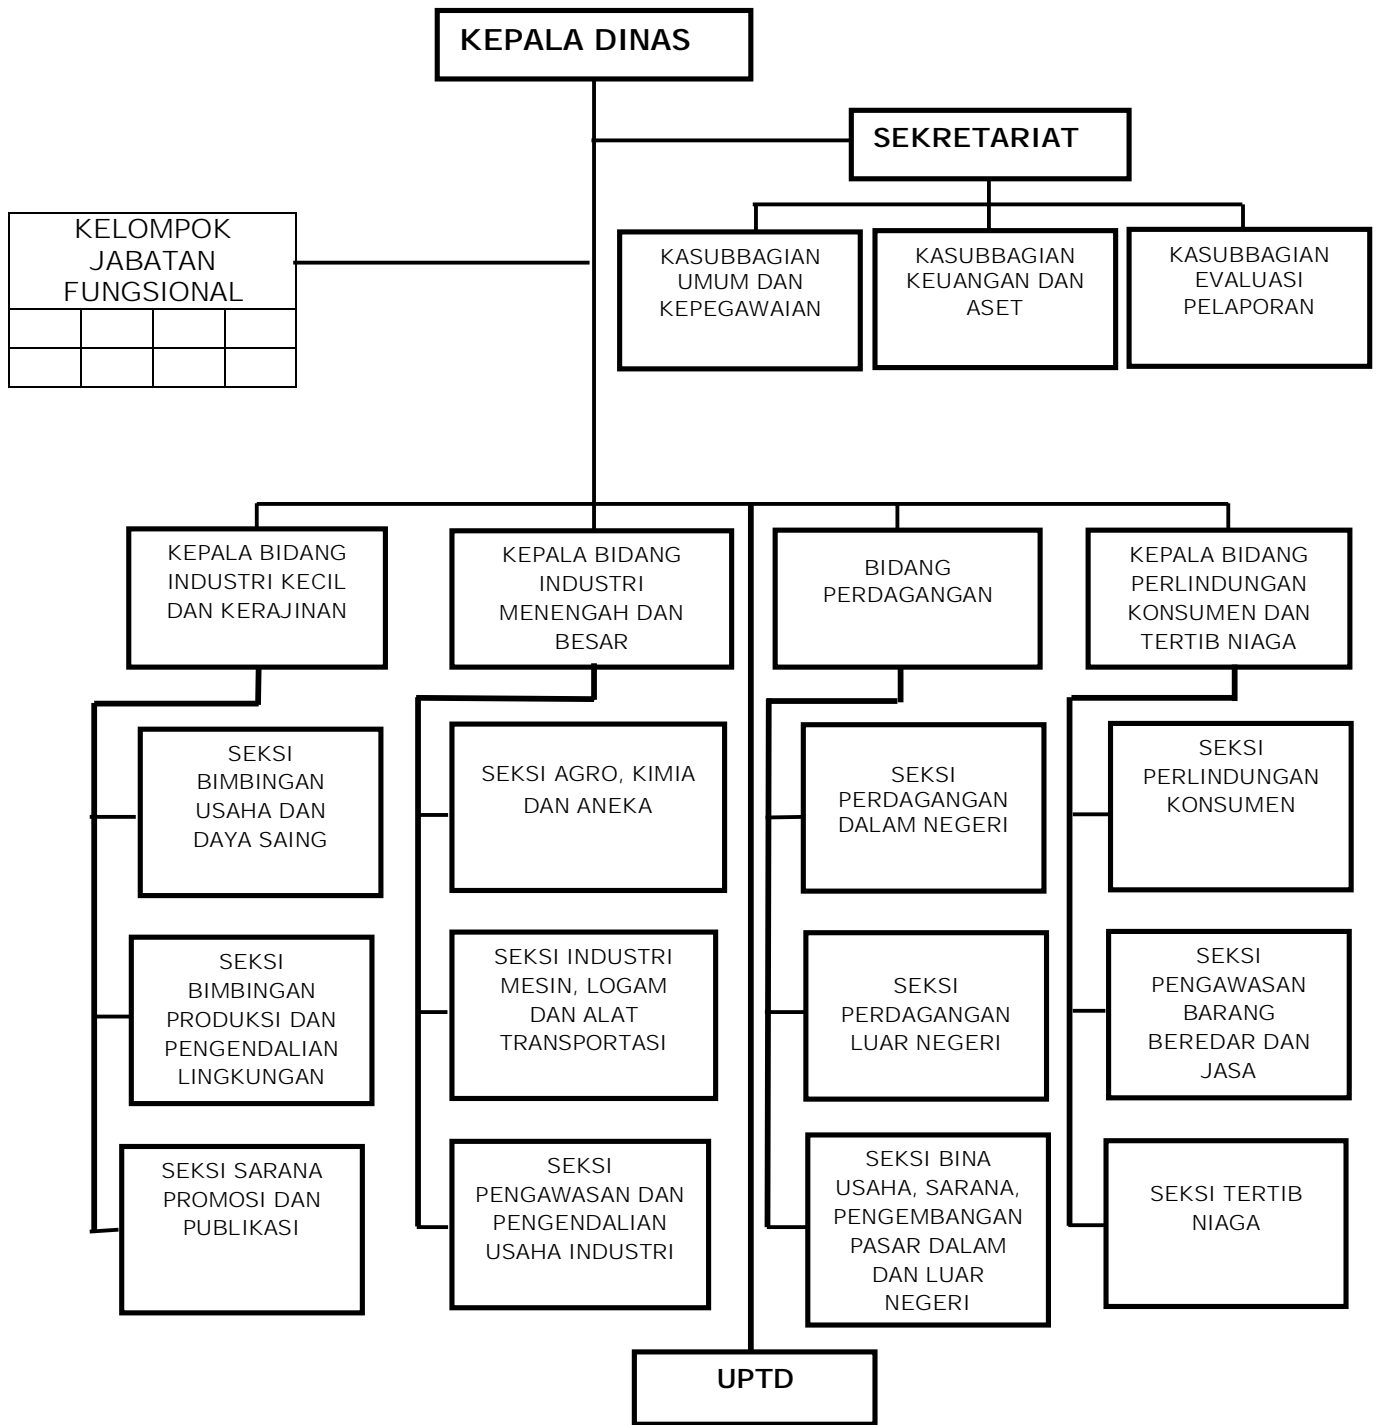 KEPALA DINAS
SEKRETARIAT
KELOMPOK
JABATAN
FUNGSIONAL
KASUBBAGIAN
UMUM DAN
KEPEGAWAIAN
KASUBBAGIAN
KEUANGAN DAN
ASET
KASUBBAGIAN
EVALUASI
PELAPORAN
KEPALA BIDANG
INDUSTRI KECIL
DAN KERAJINAN
KEPALA BIDANG
INDUSTRI
MENENGAH DAN
BESAR
BIDANG
PERDAGANGAN
KEPALA BIDANG
PERLINDUNGAN
KONSUMEN DAN
TERTIB NIAGA
SEKSI
BIMBINGAN
USAHA DAN
DAYA SAING
SEKSI AGRO, KIMIA
DAN ANEKA
SEKSI
PERDAGANGAN
DALAM NEGERI
SEKSI
PERLINDUNGAN
KONSUMEN
SEKSI
BIMBINGAN
PRODUKSI DAN
PENGENDALIAN
LINGKUNGAN
SEKSI INDUSTRI
MESIN, LOGAM
DAN ALAT
TRANSPORTASI
SEKSI
PERDAGANGAN
LUAR NEGERI
SEKSI
PENGAWASAN
BARANG
BEREDAR DAN
JASA
SEKSI SARANA
PROMOSI DAN
PUBLIKASI
SEKSI
PENGAWASAN DAN
PENGENDALIAN
USAHA INDUSTRI
SEKSI BINA
USAHA, SARANA,
PENGEMBANGAN
PASAR DALAM
DAN LUAR
NEGERI
SEKSI TERTIB
NIAGA
UPTD